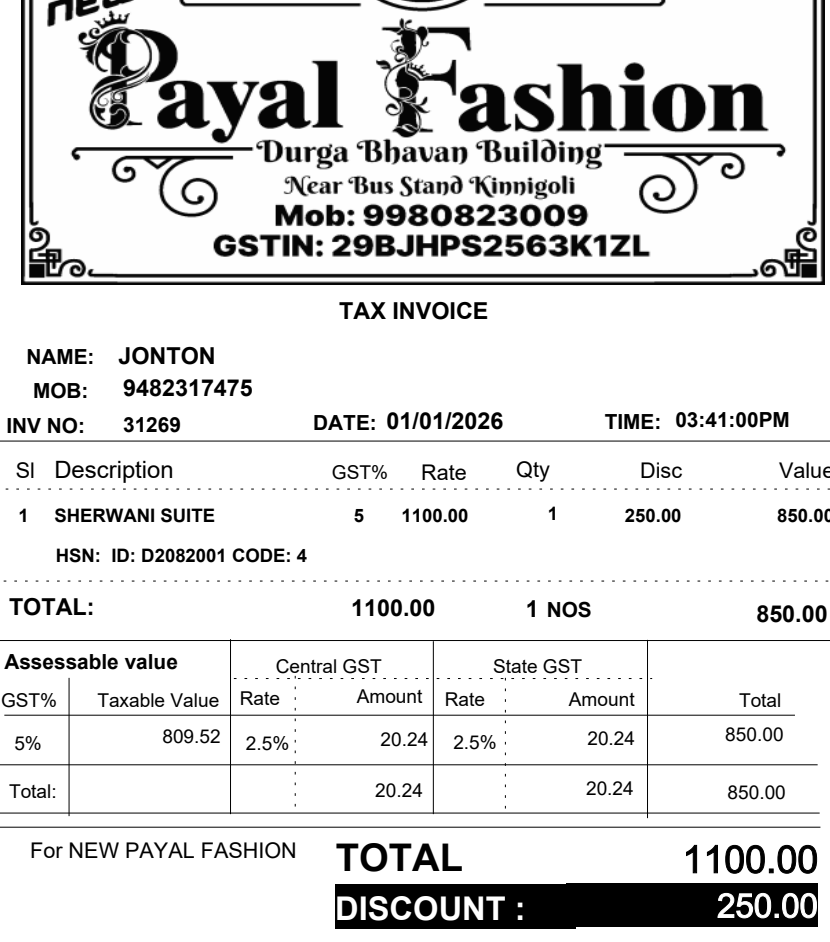 new
Payal Fashion
Durga Bhavan Building
Near Bus Stand Kinnigoli
Mob: 9980823009
GSTIN: 29BJHPS2563K1ZL
TAX INVOICE
NAME: JONTON
MOB: 9482317475
INV NO: 31269 DATE: 01/01/2026 TIME: 03:41:00PM
Sl Description GST% Rate Qty Disc Value
1 SHERWANI SUITE 5 1100.00 1 250.00 850.00
HSN: ID: D2082001 CODE: 4
TOTAL: 1100.00 1 NOS 850.00
Assessable value Central GST State GST
GST% Taxable Value Rate Amount Rate Amount Total
5% 809.52 2.5% 20.24 2.5% 20.24 850.00
Total: 20.24 20.24 850.00
For NEW PAYAL FASHION TOTAL 1100.00
DISCOUNT : 250.00